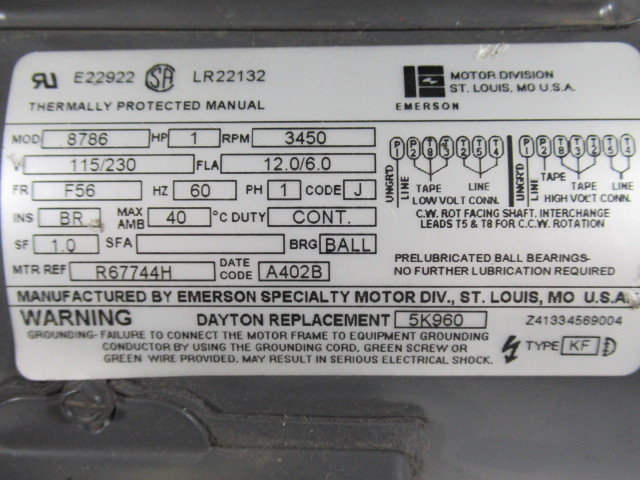 E22922 SA LR22132
THERMALLY PROTECTED MANUAL
MOTOR DIVISION
ST. LOUIS, MO U.S.A.
EMERSON
MOD 8786 HP 1 RPM 3450
V 115/230 FLA 12.0/6.0
FR F56 HZ 60 PH 1 CODE J
INS BR. MAX AMB 40 °C DUTY CONT.
SF 1.0 SFA BRG BALL
MTR REF R67744H DATE CODE A402B
UNGR'D LINE TAPE LINE
LOW VOLT CONN.
UNGR'D LINE TAPE LINE
HIGH VOLT CONN.
C.W. ROT FACING SHAFT. INTERCHANGE
LEADS T5 & T8 FOR C.C.W. ROTATION
PRELUBRICATED BALL BEARINGS-
NO FURTHER LUBRICATION REQUIRED
MANUFACTURED BY EMERSON SPECIALTY MOTOR DIV., ST. LOUIS, MO U.S.A.
WARNING DAYTON REPLACEMENT 5K960 Z41334569004
GROUNDING- FAILURE TO CONNECT THE MOTOR FRAME TO EQUIPMENT GROUNDING
CONDUCTOR BY USING THE GROUNDING CORD, GREEN SCREW OR
GREEN WIRE PROVIDED, MAY RESULT IN SERIOUS ELECTRICAL SHOCK.
TYPE KF